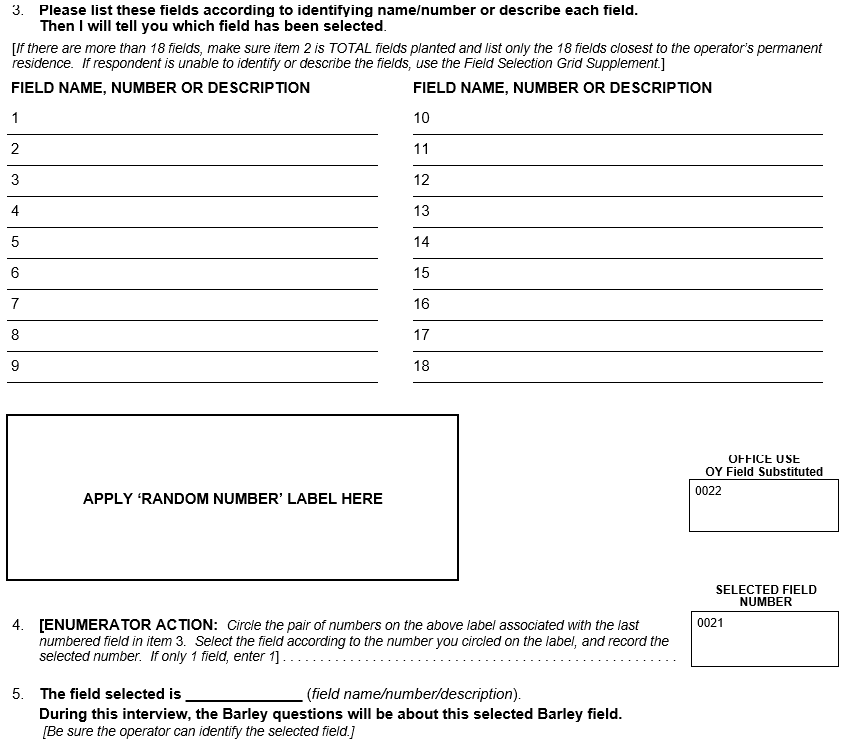 3. Please list these fields according to identifying name/number or describe each field.
Then I will tell you which field has been selected.
[If there are more than 18 fields, make sure item 2 is TOTAL fields planted and list only the 18 fields closest to the operator's permanent
residence. If respondent is unable to identify or describe the fields, use the Field Selection Grid Supplement.]
FIELD NAME, NUMBER OR DESCRIPTION
1
2
3
4
5
6
7
8
9
FIELD NAME, NUMBER OR DESCRIPTION
10
11
12
13
14
15
16
17
18
APPLY ‘RANDOM NUMBER’ LABEL HERE
OFFICE USE
OY Field Substituted
0022
SELECTED FIELD
NUMBER
0021
4. [ENUMERATOR ACTION: Circle the pair of numbers on the above label associated with the last
numbered field in item 3. Select the field according to the number you circled on the label, and record the
selected number. If only 1 field, enter 1] . . . . . . . . . . . . . . . . . . . . . . . . . . . . . . . . . . . . . . . . . . . . . . . . . . . . .
5. The field selected is ______________ (field name/number/description).
During this interview, the Barley questions will be about this selected Barley field.
[Be sure the operator can identify the selected field.]